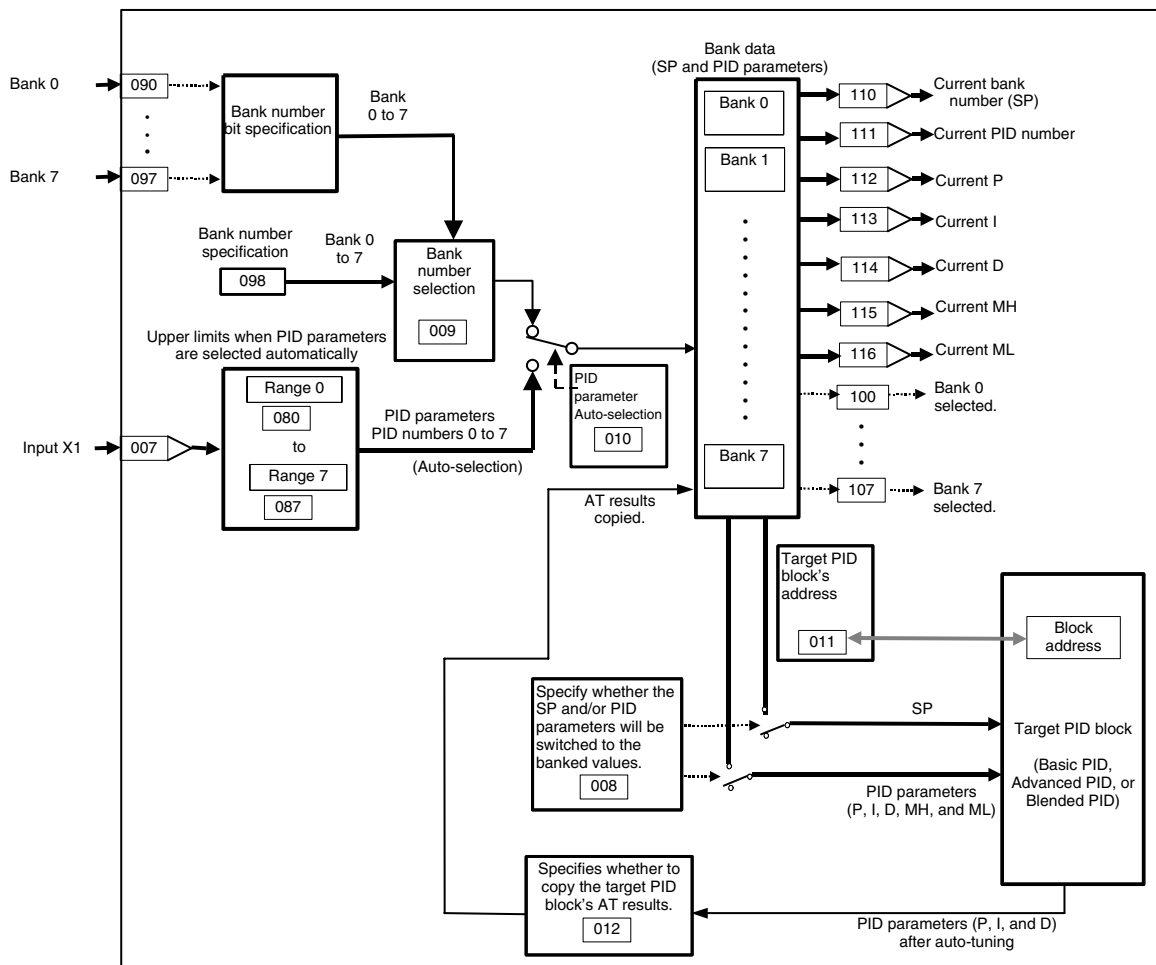 Bank 0
090
Bank 7
097
Bank number
bit specification
Bank
0 to 7
Bank number
specification
098
Bank 0
to 7
Bank
number
selection
009
Upper limits when PID parameters
are selected automatically
Range 0
080
to
Range 7
087
Input X1
007
PID parameters
PID numbers 0 to 7
(Auto-selection)
PID
parameter
Auto-selection
010
Bank data
(SP and PID parameters)
Bank 0
Bank 1
Bank 7
110
Current bank
number (SP)
111
Current PID number
112
Current P
113
Current I
114
Current D
115
Current MH
116
Current ML
100
Bank 0
selected.
107
Bank 7
selected.
AT results
copied.
Target PID
block's
address
011
Block
address
Specify whether the
SP and/or PID
parameters will be
switched to the
banked values.
008
SP
PID parameters
(P, I, D, MH, and ML)
Target PID block
(Basic PID,
Advanced PID, or
Blended PID)
Specifies whether to
copy the target PID
block's AT results.
012
PID parameters (P, I, and D)
after auto-tuning